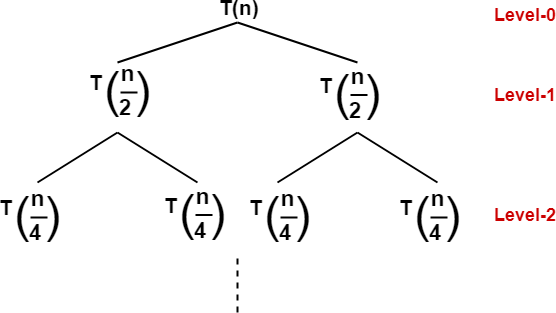 T(n) Level-0
T(n/2) T(n/2) Level-1
T(n/4) T(n/4) T(n/4) T(n/4) Level-2